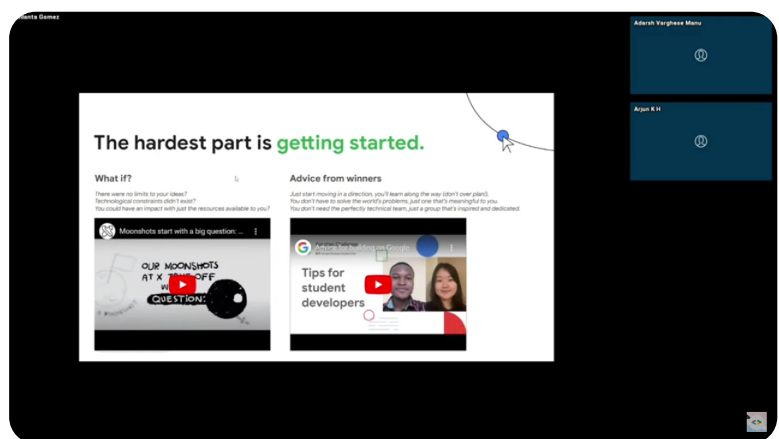 Gomez
Adarsh Varghese Manu
Arjun K H
The hardest part is getting started.
What if?
There were no limits to your ideas?
Technological constraints didn't exist?
You could have an impact with just the resources available to you?
Advice from winners
Just start moving in a direction, you'll learn along the way (don't over plan!).
You don't have to solve the world's problems, just one that's meaningful to you.
You don't need the perfectly technical team, just a group that's inspired and dedicated.
Moonshots start with a big question: ...
OUR MOONSHOTS
AT X TAKE OFF
QUESTION:
Tips for
student
developers